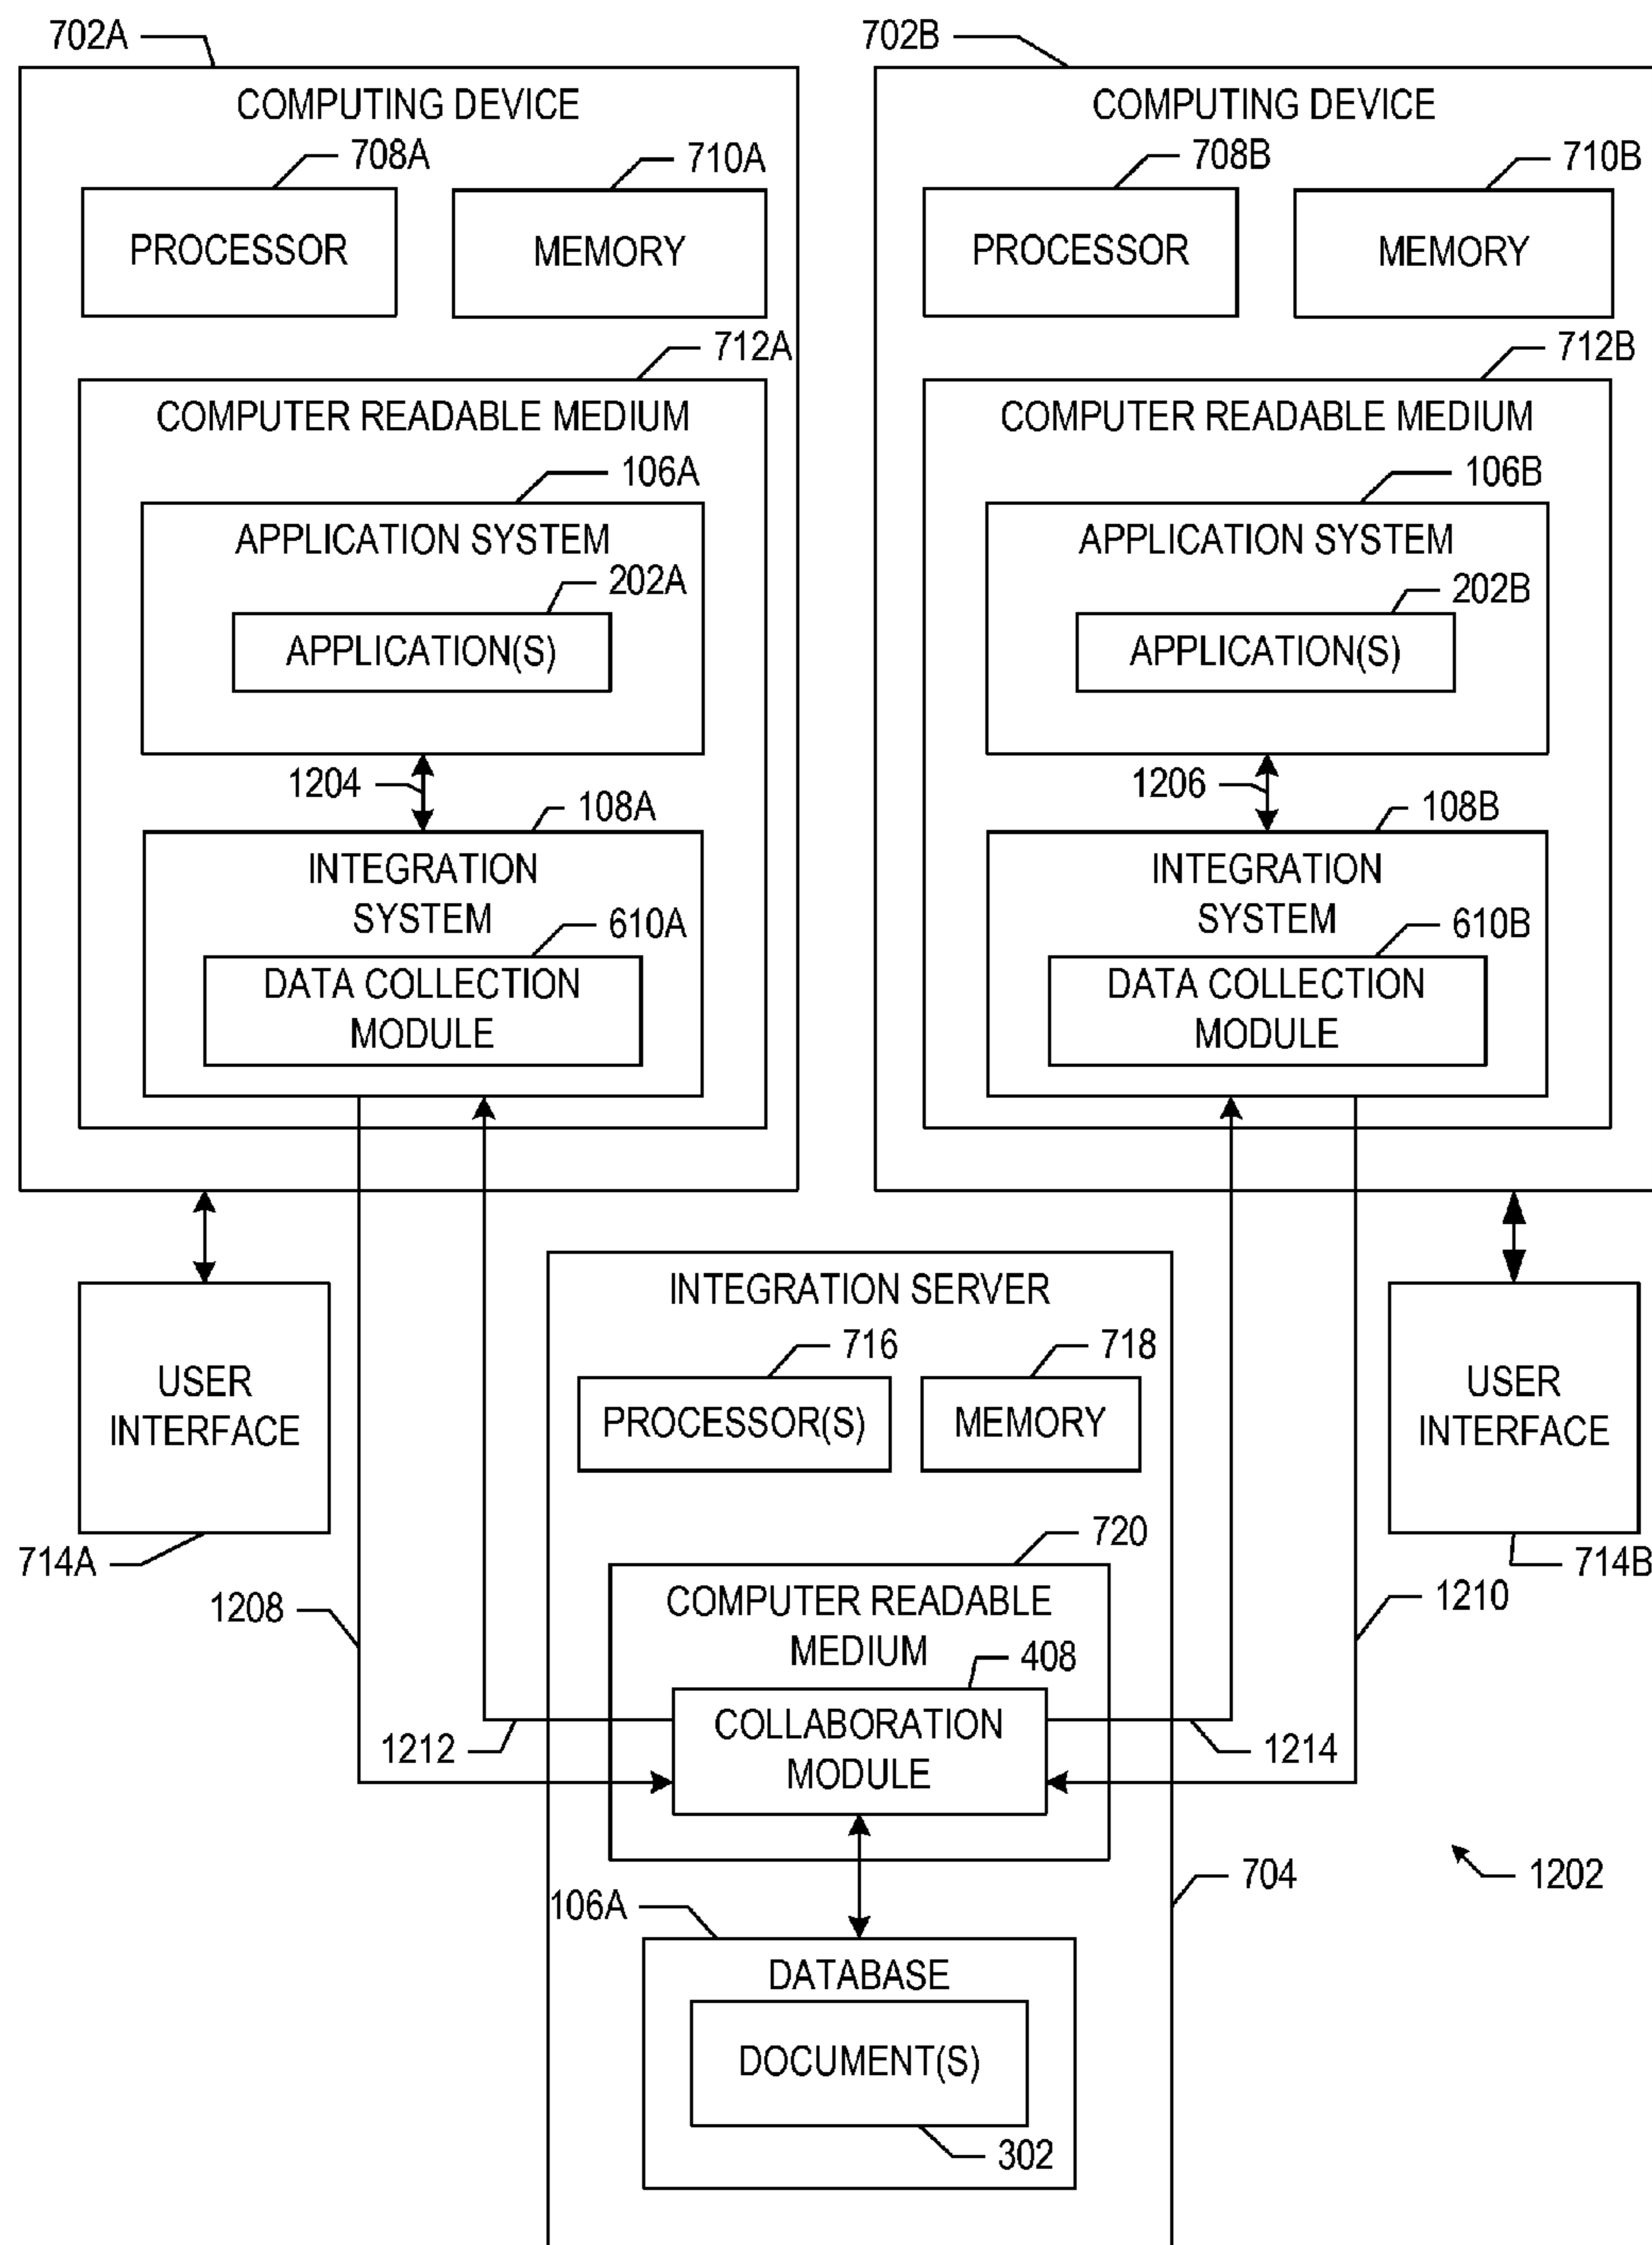 702A
702B
COMPUTING DEVICE
COMPUTING DEVICE
708A
710A
708B
710B
PROCESSOR
MEMORY
PROCESSOR
MEMORY
712A
712B
COMPUTER READABLE MEDIUM
COMPUTER READABLE MEDIUM
106A
106B
APPLICATION SYSTEM
APPLICATION SYSTEM
202A
202B
APPLICATION(S)
APPLICATION(S)
1204
1206
108A
108B
INTEGRATION
SYSTEM
INTEGRATION
SYSTEM
610A
610B
DATA COLLECTION
MODULE
DATA COLLECTION
MODULE
INTEGRATION SERVER
716
718
USER
INTERFACE
PROCESSOR(S)
MEMORY
USER
INTERFACE
714A
720
714B
1208
COMPUTER READABLE
MEDIUM
1210
408
COLLABORATION
MODULE
1212
1214
704
1202
106A
DATABASE
DOCUMENT(S)
302